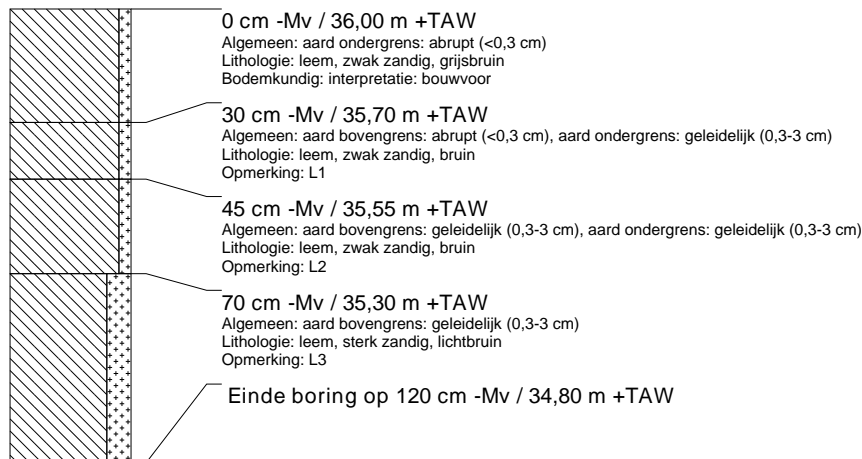 0 cm -Mv / 36,00 m +TAW
Algemeen: aard ondergrens: abrupt (<0,3 cm)
Lithologie: leem, zwak zandig, grijsbruin
Bodemkundig: interpretatie: bouwvoor
30 cm -Mv / 35,70 m +TAW
Algemeen: aard bovengrens: abrupt (<0,3 cm), aard ondergrens: geleidelijk (0,3-3 cm)
Lithologie: leem, zwak zandig, bruin
Opmerking: L1
45 cm -Mv / 35,55 m +TAW
Algemeen: aard bovengrens: geleidelijk (0,3-3 cm), aard ondergrens: geleidelijk (0,3-3 cm)
Lithologie: leem, zwak zandig, bruin
Opmerking: L2
70 cm -Mv / 35,30 m +TAW
Algemeen: aard bovengrens: geleidelijk (0,3-3 cm)
Lithologie: leem, sterk zandig, lichtbruin
Opmerking: L3
Einde boring op 120 cm -Mv / 34,80 m +TAW